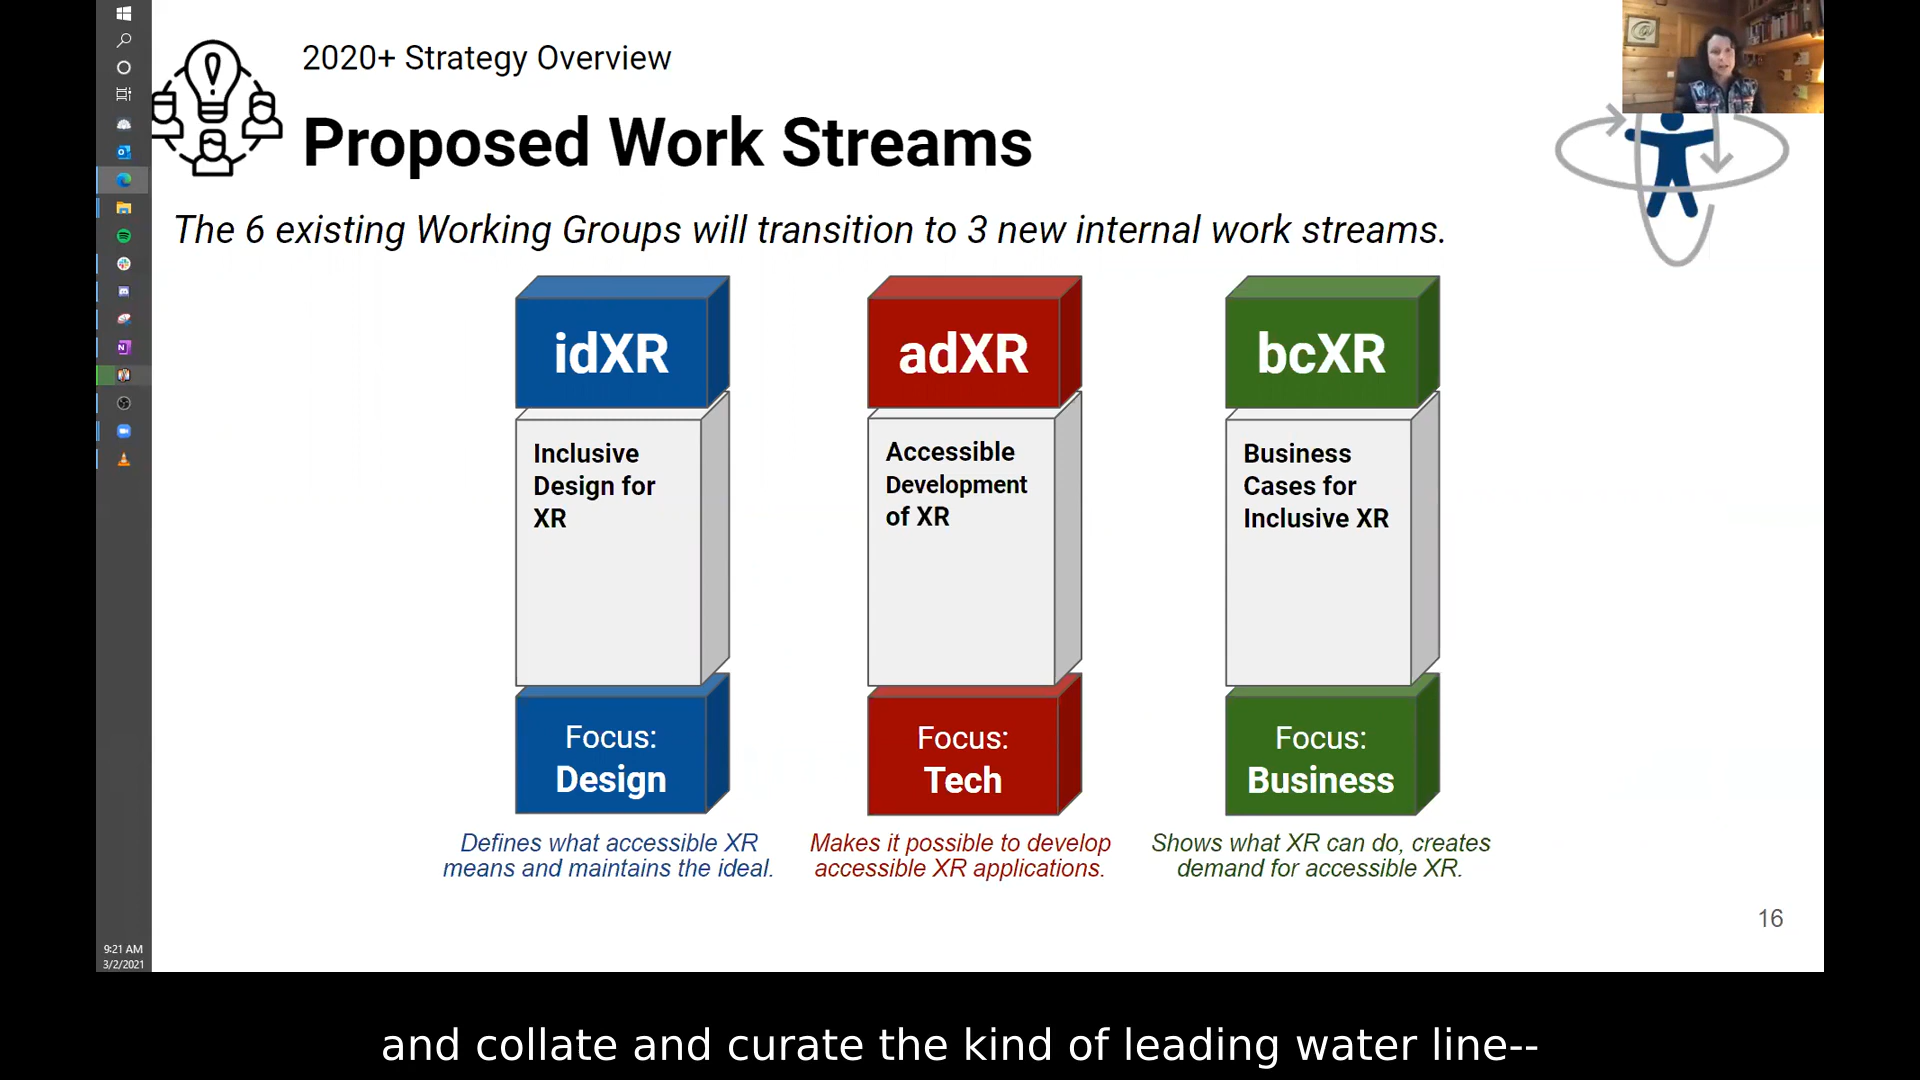 2020+ Strategy Overview
Proposed Work Streams
The 6 existing Working Groups will transition to 3 new internal work streams.
idXR
Inclusive
Design for
XR
Focus:
Design
Defines what accessible XR
means and maintains the ideal.
adXR
Accessible
Development
of XR
Focus:
Tech
Makes it possible to develop
accessible XR applications.
bcXR
Business
Cases for
Inclusive XR
Focus:
Business
Shows what XR can do, creates
demand for accessible XR.
16
9:21 AM
3/2/2021
and collate and curate the kind of leading water line--